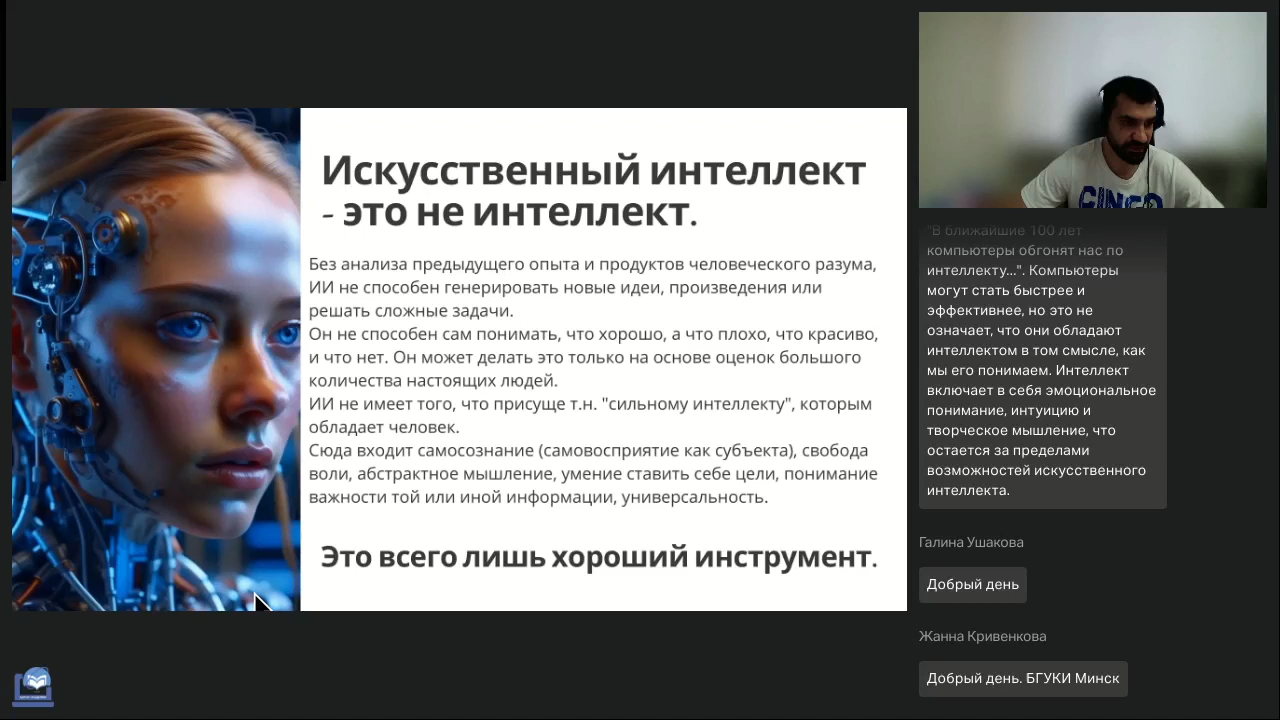 Искусственный интеллект
- это не интеллект.
Без анализа предыдущего опыта и продуктов человеческого разума,
ИИ не способен генерировать новые идеи, произведения или
решать сложные задачи.
Он не способен сам понимать, что хорошо, а что плохо, что красиво,
и что нет. Он может делать это только на основе оценок большого
количества настоящих людей.
ИИ не имеет того, что присуще т.н. "сильному интеллекту", которым
обладает человек.
Сюда входит самосознание (самовосприятие как субъекта), свобода
воли, абстрактное мышление, умение ставить себе цели, понимание
важности той или иной информации, универсальность.
Это всего лишь хороший инструмент.
CINCO
"В ближайшие 100 лет
компьютеры обгонят нас по
интеллекту...". Компьютеры
могут стать быстрее и
эффективнее, но это не
означает, что они обладают
интеллектом в том смысле, как
мы его понимаем. Интеллект
включает в себя эмоциональное
понимание, интуицию и
творческое мышление, что
остается за пределами
возможностей искусственного
интеллекта.
Галина Ушакова
Добрый день
Жанна Кривенкова
Добрый день. БГУКИ Минск